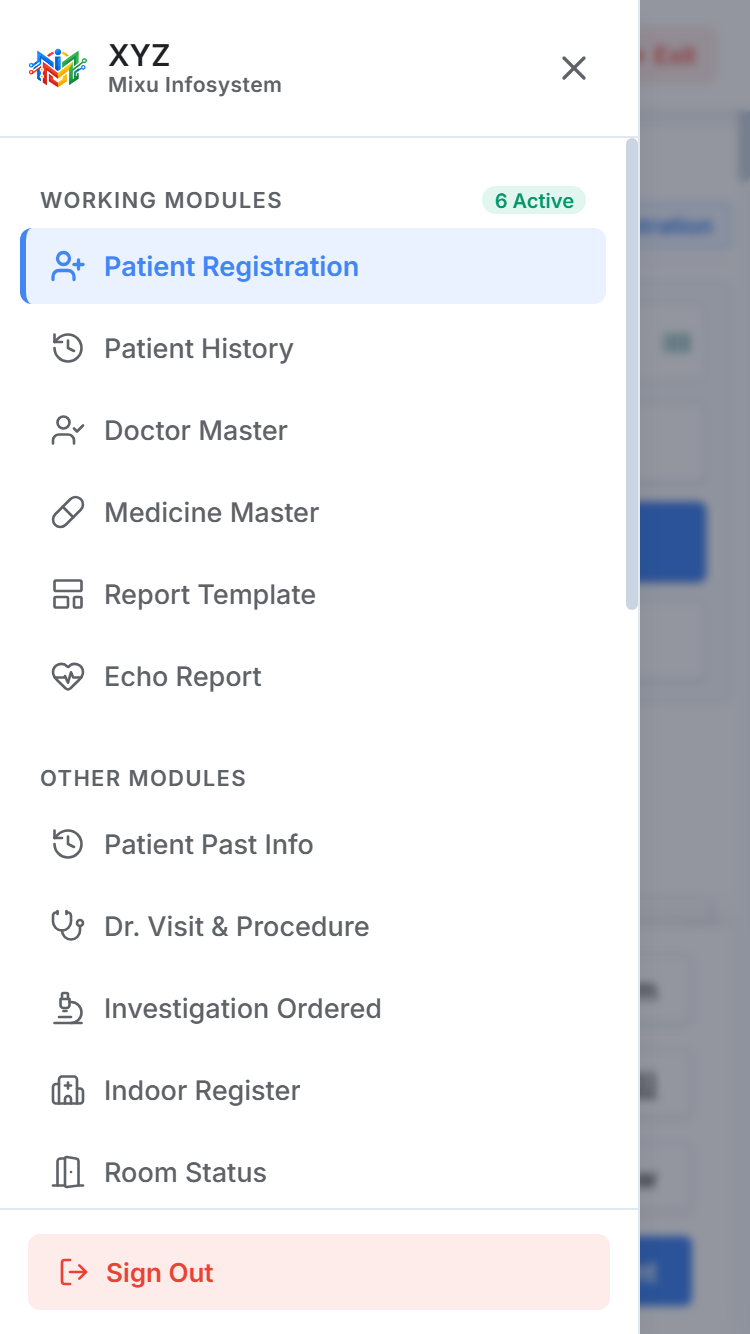 XYZ
Mixu Infosystem
Exit
WORKING MODULES
6 Active
Patient Registration
Patient History
Doctor Master
Medicine Master
Report Template
Echo Report
OTHER MODULES
Patient Past Info
Dr. Visit & Procedure
Investigation Ordered
Indoor Register
Room Status
Sign Out